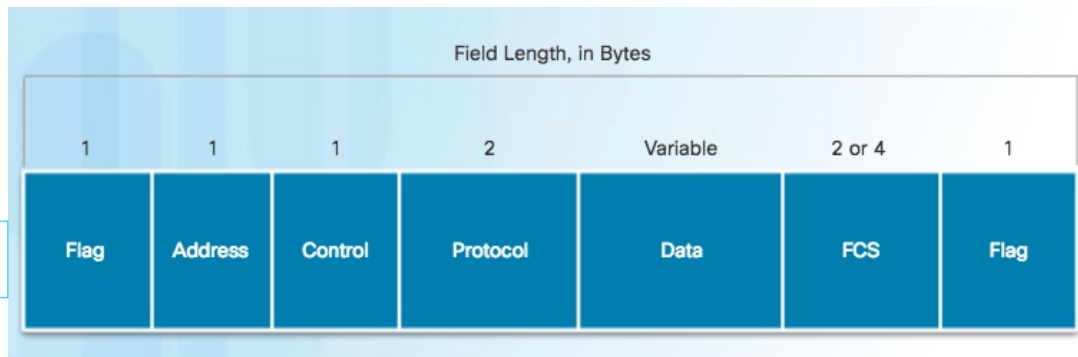 Field Length, in Bytes
1 1 1 2 Variable 2 or 4 1
Flag Address Control Protocol Data FCS Flag